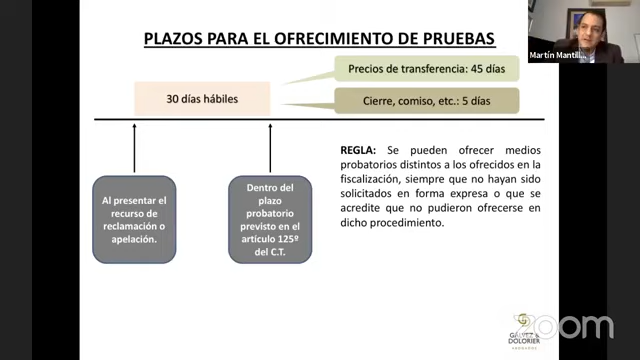 PLAZOS PARA EL OFRECIMIENTO DE PRUEBAS
Martín Mantill...
Precios de transferencia: 45 días
30 días hábiles
Cierre, comiso, etc.: 5 días
REGLA: Se pueden ofrecer medios
probatorios distintos a los ofrecidos en la
fiscalización, siempre que no hayan sido
solicitados en forma expresa o que se
acredite que no pudieron ofrecerse en
dicho procedimiento.
Al presentar el
recurso de
reclamación o
apelación.
Dentro del
plazo
probatorio
previsto en el
artículo 125º
del C.T.
GÁLVEZ &
DOLORIER
ABOGADOS
zoom